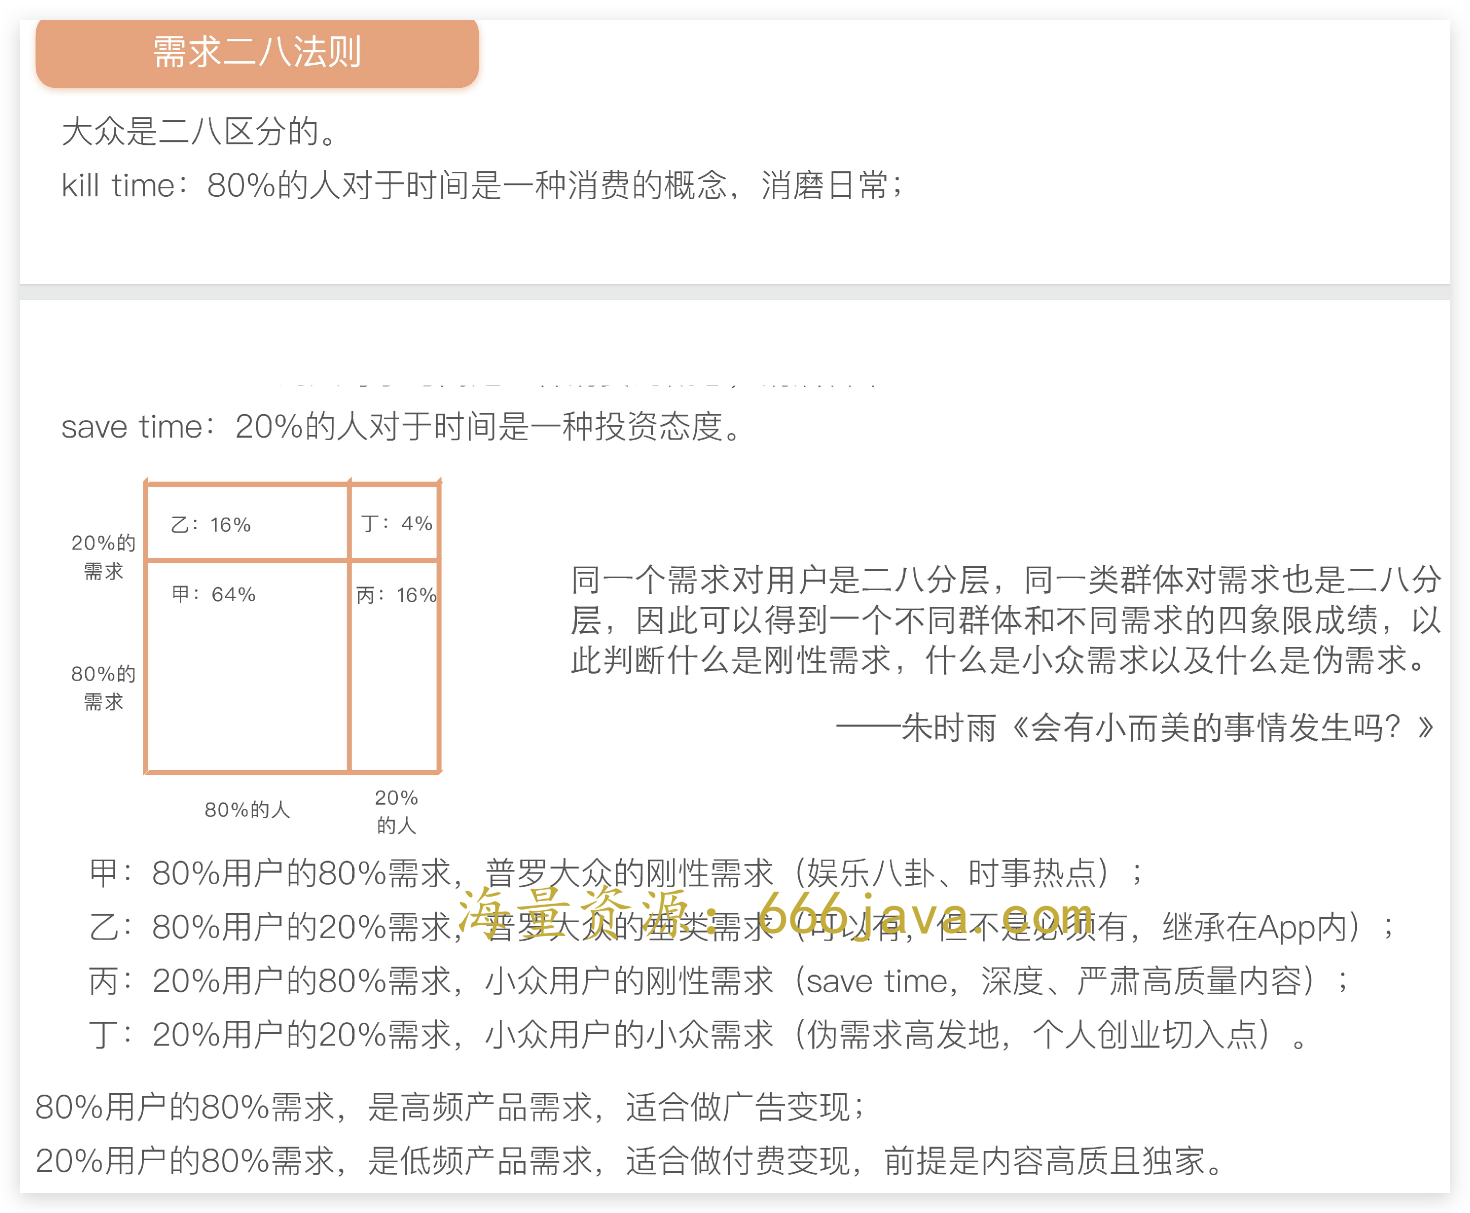 需求二八法则
大众是二八区分的。
kill time：80%的人对于时间是一种消费的概念，消磨日常；
save time：20%的人对于时间是一种投资态度。
乙：16%
丁：4%
20%的
需求
甲：64%
丙：16%
80%的
需求
80%的人
20%
的人
同一个需求对用户是二八分层，同一类群体对需求也是二八分
层，因此可以得到一个不同群体和不同需求的四象限成绩，以
此判断什么是刚性需求，什么是小众需求以及什么是伪需求。
——朱时雨《会有小而美的事情发生吗？》
甲：80%用户的80%需求，普罗大众的刚性需求（娱乐八卦、时事热点）；
海量资源：666java.com
乙：80%用户的20%需求，普罗大众的垂类需求（可以有，但不是必须有，继承在App内）；
丙：20%用户的80%需求，小众用户的刚性需求（save time，深度、严肃高质量内容）；
丁：20%用户的20%需求，小众用户的小众需求（伪需求高发地，个人创业切入点）。
80%用户的80%需求，是高频产品需求，适合做广告变现；
20%用户的80%需求，是低频产品需求，适合做付费变现，前提是内容高质且独家。